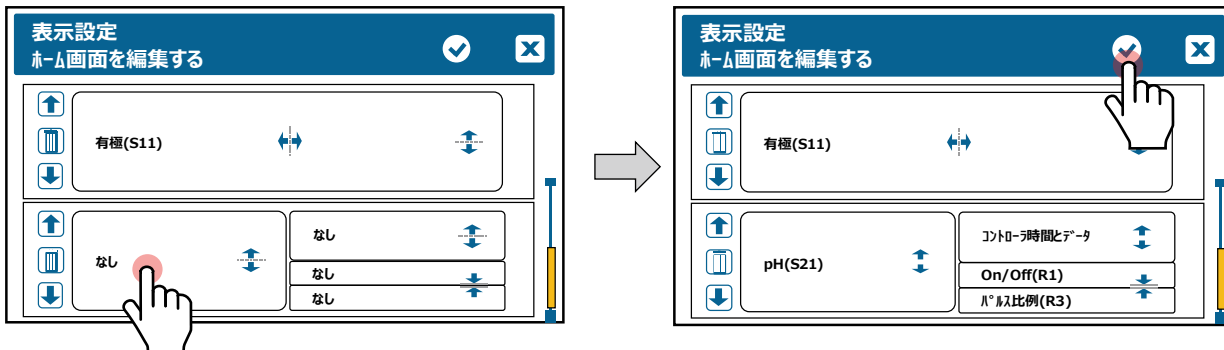 表示設定
ﾎｰﾑ画面を編集する
有極(S11)
なし
なし
なし
なし
表示設定
ﾎｰﾑ画面を編集する
有極(S11)
pH(S21)
ｺﾝﾄﾛｰﾗ時間とﾃﾞｰﾀ
On/Off(R1)
ﾊﾟﾙｽ比例(R3)